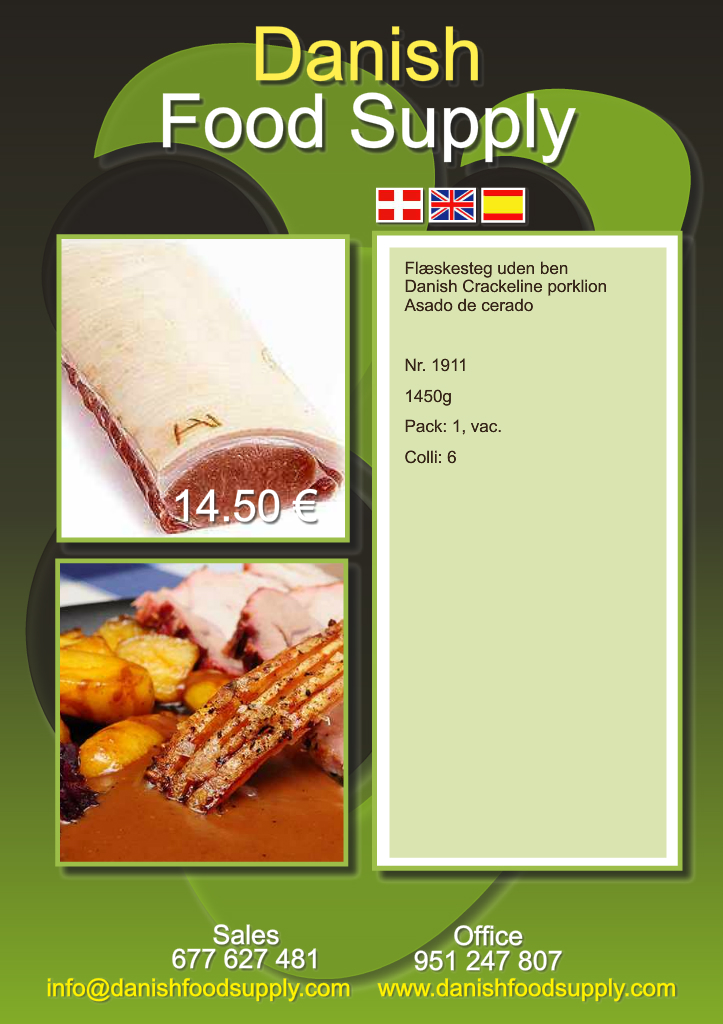 Danish
Food Supply
Flæskesteg uden ben
Danish Crackeline porklion
Asado de cerado
Nr. 1911
1450g
Pack: 1, vac.
Colli: 6
14.50 €
Sales
677 627 481
info@danishfoodsupply.com
Office
951 247 807
www.danishfoodsupply.com